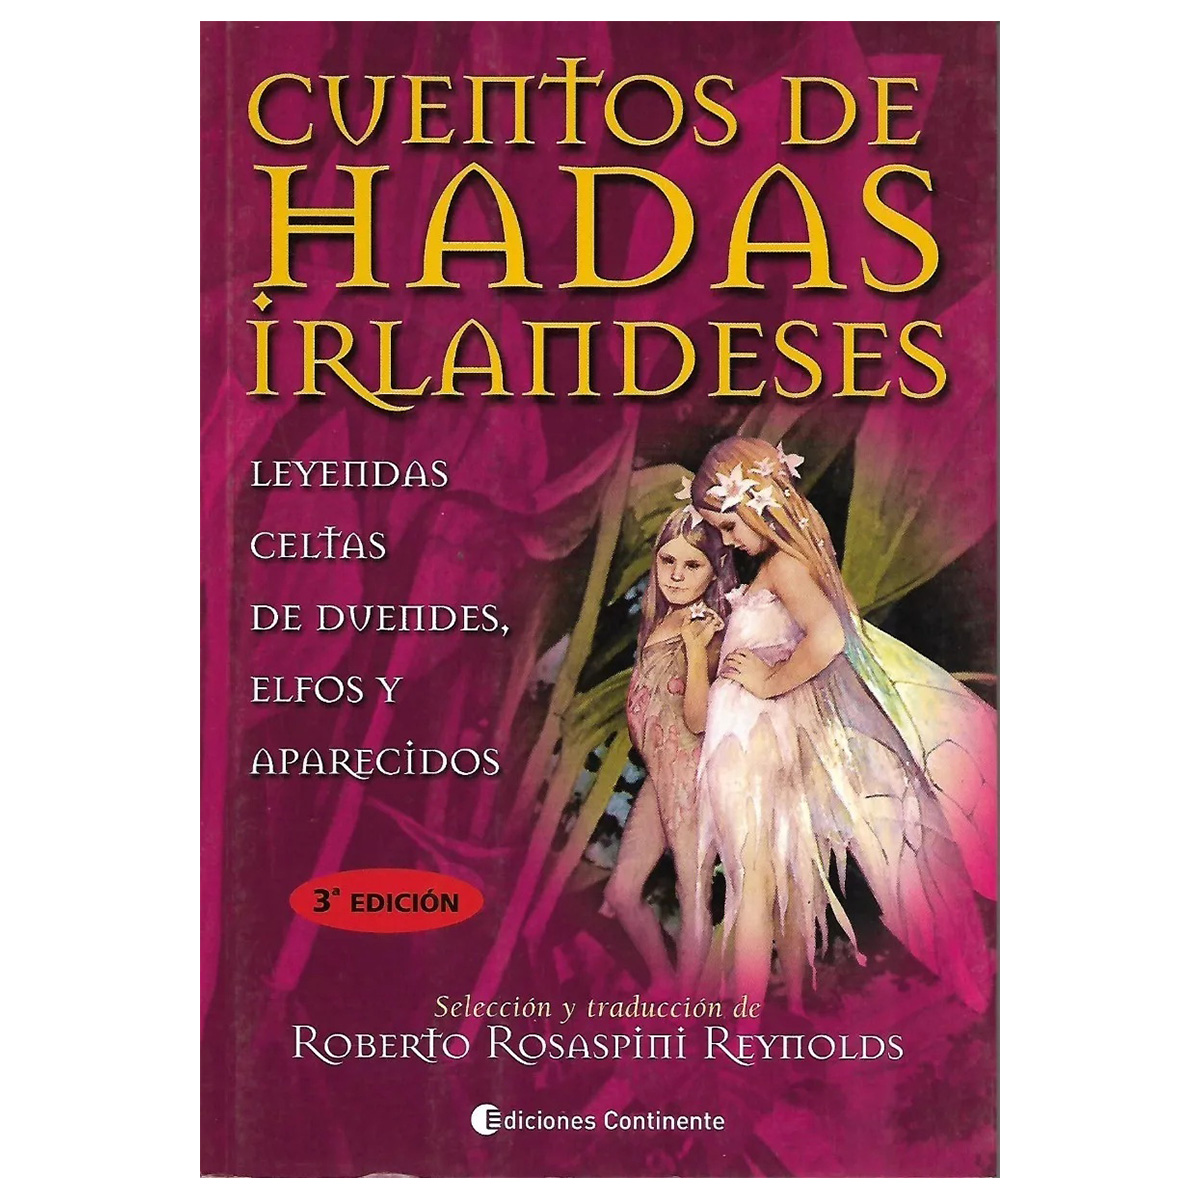 CUENTOS DE
HADAS
IRLANDESES
LEYENDAS
CELTAS
DE DUENDES,
ELFOS Y
APARECIDOS
3ª EDICIÓN
Selección y traducción de
ROBERTO ROSASPINI REYNOLDS
Ediciones Continente